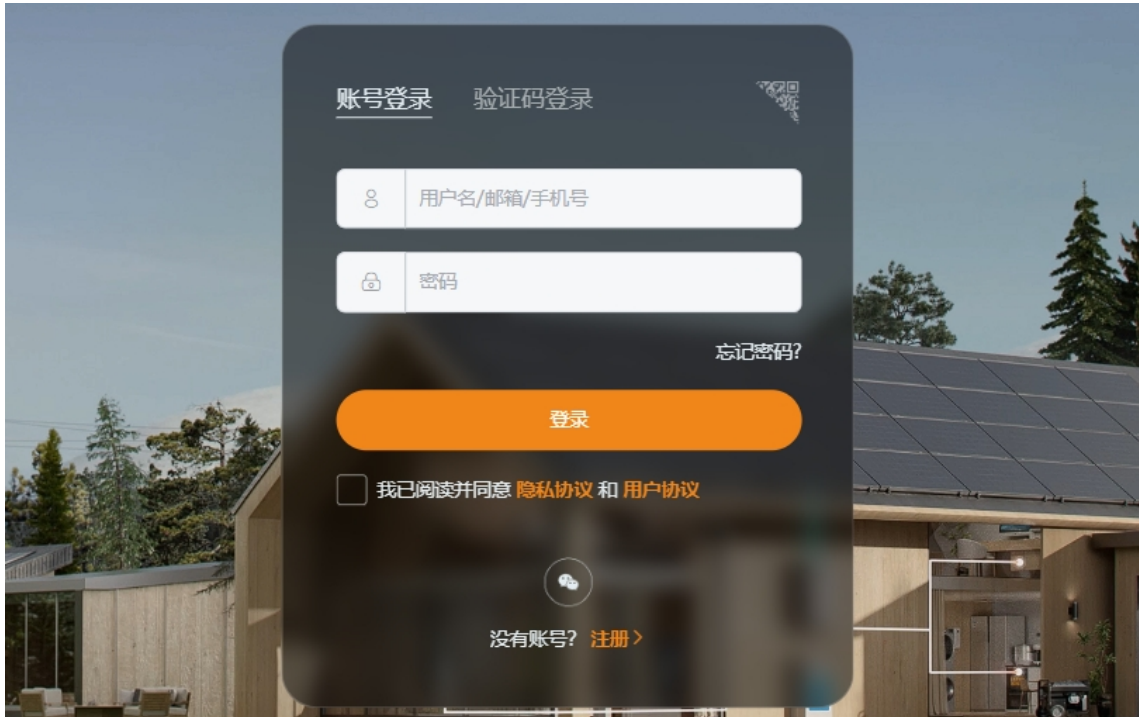 账号登录 验证码登录
用户名/邮箱/手机号
密码
忘记密码?
登录
我已阅读并同意 隐私协议 和 用户协议
没有账号? 注册 >